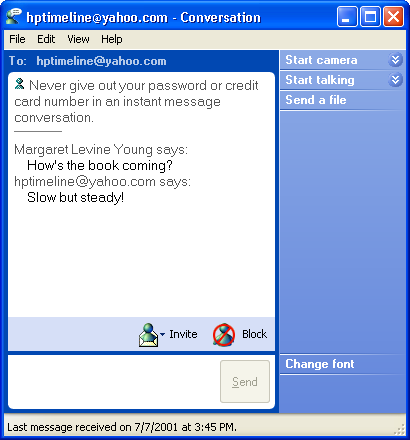 hptimeline@yahoo.com - Conversation
File Edit View Help
To: hptimeline@yahoo.com
Start camera
Start talking
Send a file
Never give out your password or credit
card number in an instant message
conversation.
Margaret Levine Young says:
How's the book coming?
hptimeline@yahoo.com says:
Slow but steady!
Invite Block
Change font
Send
Last message received on 7/7/2001 at 3:45 PM.